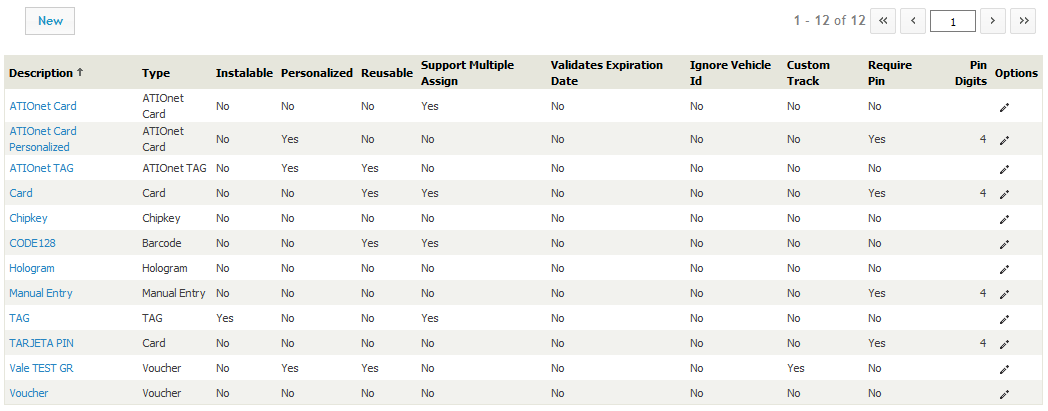 New 1 - 12 of 12 « ‹ 1 › »
Description ↑ Type Instalable Personalized Reusable Support Multiple Assign Validates Expiration Date Ignore Vehicle Id Custom Track Require Pin Pin Digits Options
ATIOnet Card ATIOnet Card No No No Yes No No No No
ATIOnet Card Personalized ATIOnet Card No Yes No No No No No Yes 4
ATIOnet TAG ATIOnet TAG No Yes Yes No No No No No
Card Card No No Yes Yes No No No Yes 4
Chipkey Chipkey No No No No No No No No
CODE128 Barcode No No Yes Yes No No No No
Hologram Hologram No No No No No No No No
Manual Entry Manual Entry No No No No No No No Yes 4
TAG TAG Yes No No Yes No No No No
TARJETA PIN Card No No No No No No No Yes 4
Vale TEST GR Voucher No Yes Yes No No No Yes No
Voucher Voucher No No No No No No No No